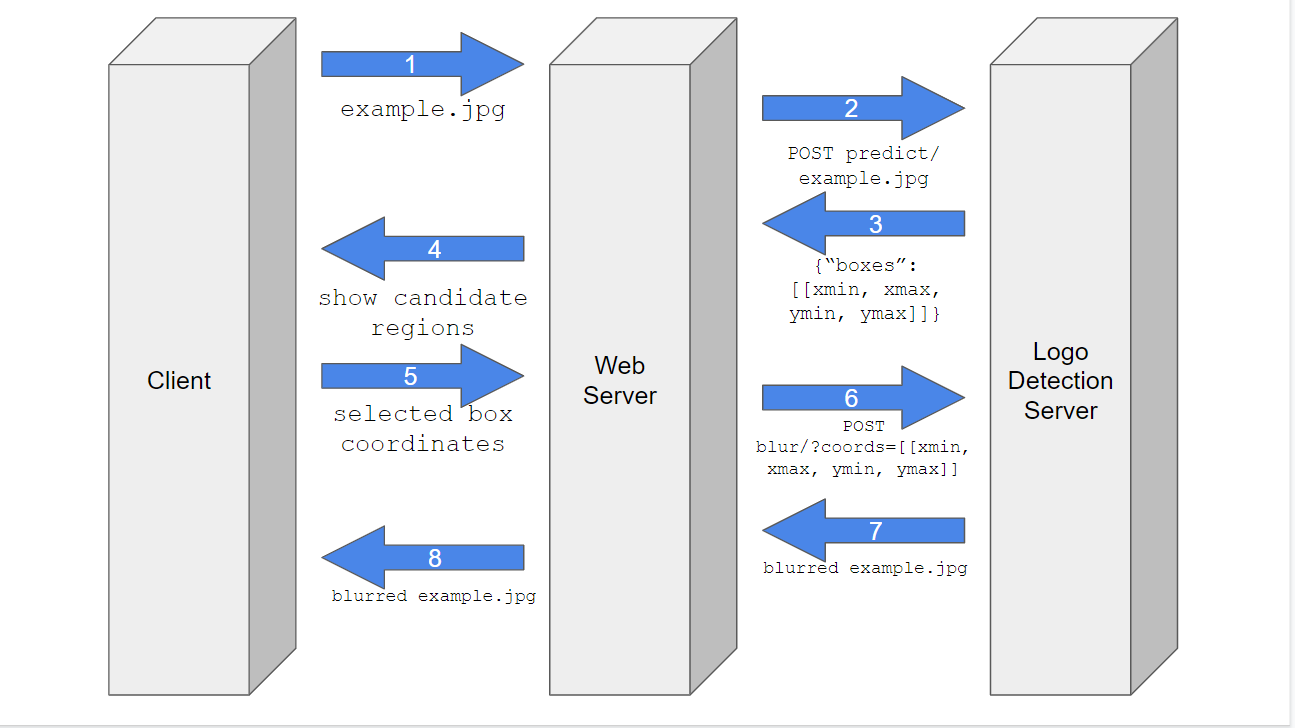 1
example.jpg
2
POST predict/
example.jpg
3
{“boxes”:
[[xmin, xmax,
ymin, ymax]]}
4
show candidate
regions
Client
Web
Server
Logo
Detection
Server
5
selected box
coordinates
6
POST
blur/?coords=[[xmin,
xmax, ymin, ymax]]
7
blurred example.jpg
8
blurred example.jpg